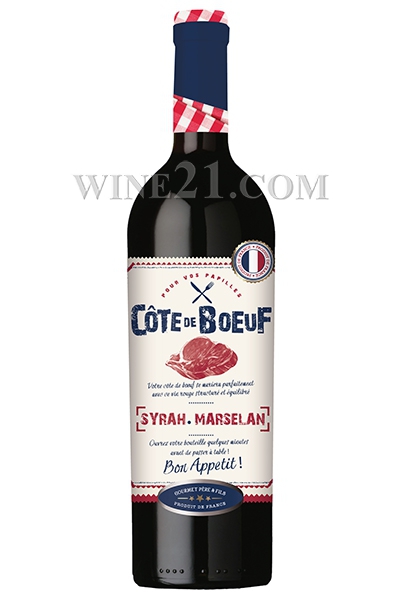 WINE21.COM
POUR VOS PAPILLES
CÔTE DE BOEUF
Votre côte de bœuf se mariera parfaitement
avec ce vin rouge structuré et équilibré
SYRAH • MARSELAN
Ouvrez votre bouteille quelques minutes
avant de passer à table !
Bon Appetit !
GOURMET PÈRE & FILS
PRODUIT DE FRANCE